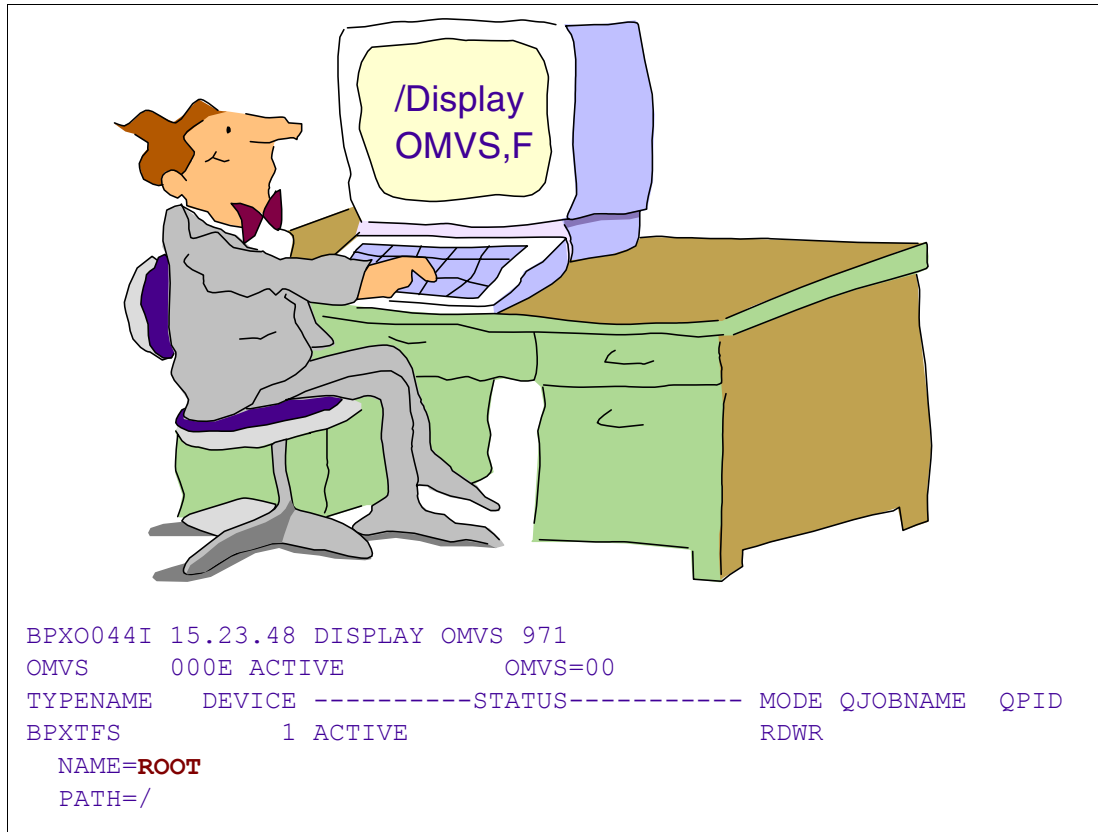 /Display
OMVS,F
BPXO044I 15.23.48 DISPLAY OMVS 971
OMVS     000E ACTIVE             OMVS=00
TYPENAME   DEVICE ----------STATUS----------- MODE QJOBNAME  QPID
BPXTFS          1 ACTIVE                      RDWR
  NAME=ROOT
  PATH=/